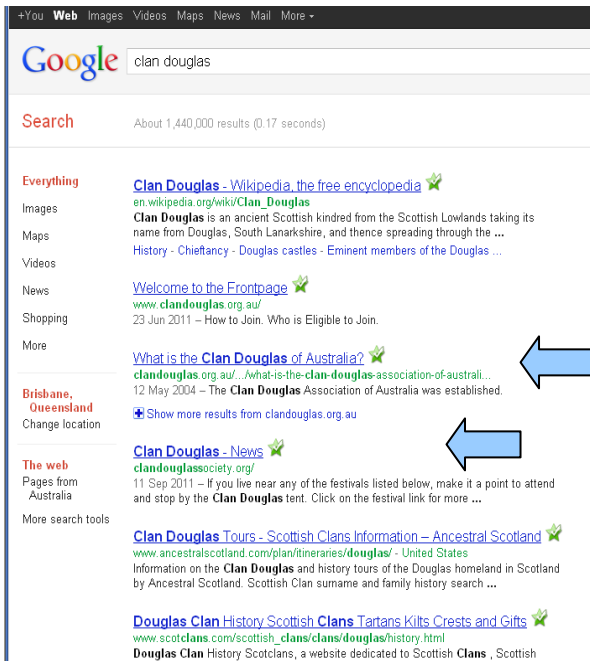 +You Web Images Videos Maps News Mail More
Google clan douglas
Search About 1,440,000 results (0.17 seconds)
Everything
Images
Maps
Videos
News
Shopping
More
Brisbane,
Queensland
Change location
The web
Pages from
Australia
More search tools
Clan Douglas - Wikipedia, the free encyclopedia
en.wikipedia.org/wiki/Clan_Douglas
Clan Douglas is an ancient Scottish kindred from the Scottish Lowlands taking its
name from Douglas, South Lanarkshire, and thence spreading through the ...
History - Chieftancy - Douglas castles - Eminent members of the Douglas ...
Welcome to the Frontpage
www.clandouglas.org.au/
23 Jun 2011 – How to Join. Who is Eligible to Join.
What is the Clan Douglas of Australia?
clandouglas.org.au/.../what-is-the-clan-douglas-association-of-australi...
12 May 2004 – The Clan Douglas Association of Australia was established.
Show more results from clandouglas.org.au
Clan Douglas - News
clandouglassociety.org/
11 Sep 2011 – If you live near any of the festivals listed below, make it a point to attend
and stop by the Clan Douglas tent. Click on the festival link for more ...
Clan Douglas Tours - Scottish Clans Information – Ancestral Scotland
www.ancestralscotland.com/plan/itineraries/douglas/ - United States
Information on the Clan Douglas and history tours of the Douglas homeland in Scotland
by Ancestral Scotland. Scottish Clan surname and family history search ...
Douglas Clan History Scottish Clans Tartans Kilts Crests and Gifts
www.scotclans.com/scottish_clans/clans/douglas/history.html
Douglas Clan History Scotclans, a website dedicated to Scottish Clans , Scottish